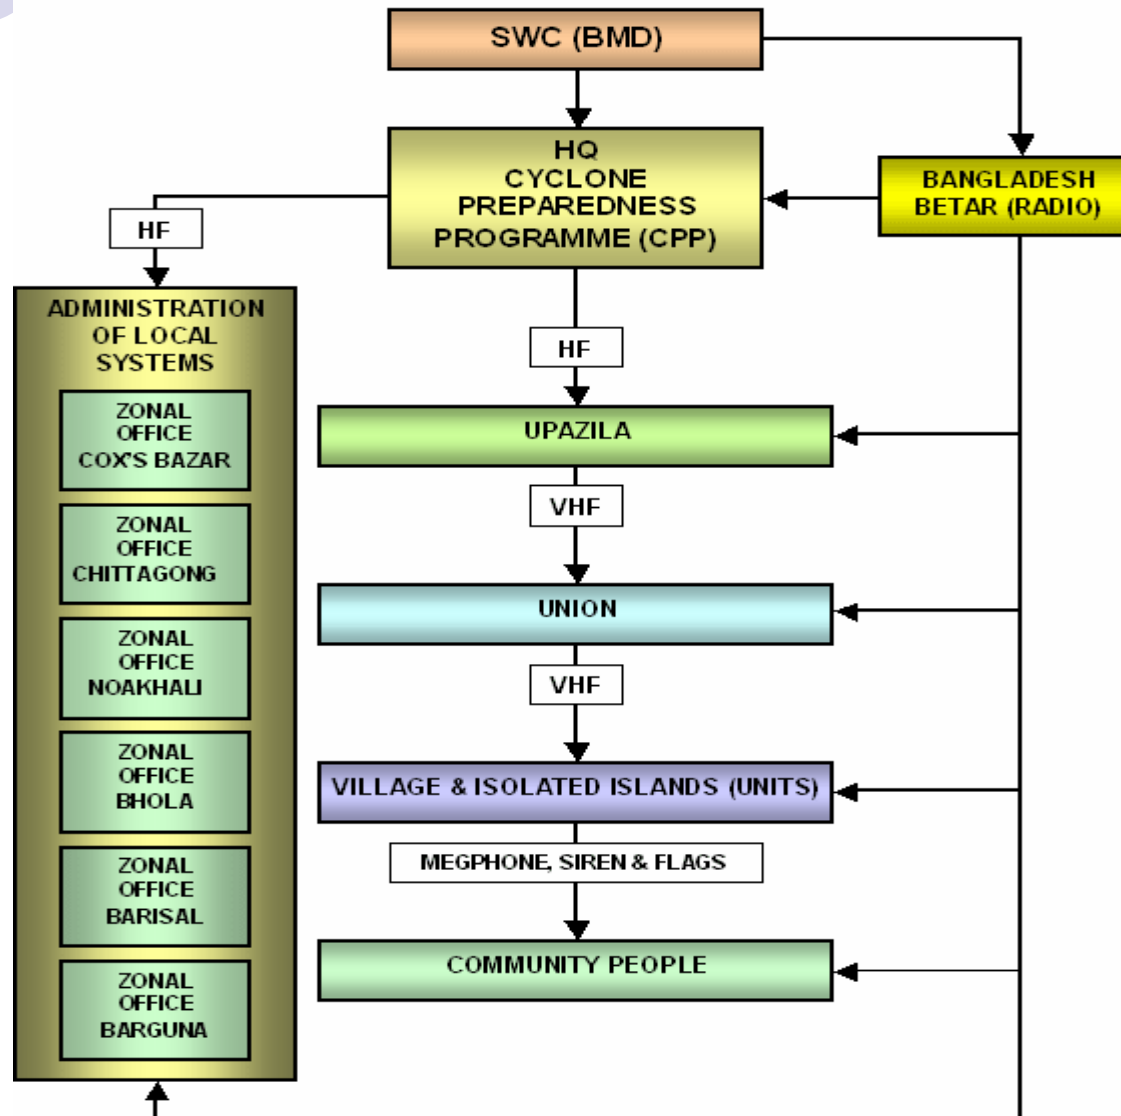 SWC (BMD)
HQ
CYCLONE
PREPAREDNESS
PROGRAMME (CPP)
BANGLADESH
BETAR (RADIO)
HF
ADMINISTRATION
OF LOCAL
SYSTEMS
ZONAL
OFFICE
COX'S BAZAR
ZONAL
OFFICE
CHITTAGONG
ZONAL
OFFICE
NOAKHALI
ZONAL
OFFICE
BHOLA
ZONAL
OFFICE
BARISAL
ZONAL
OFFICE
BARGUNA
HF
UPAZILA
VHF
UNION
VHF
VILLAGE & ISOLATED ISLANDS (UNITS)
MEGPHONE, SIREN & FLAGS
COMMUNITY PEOPLE